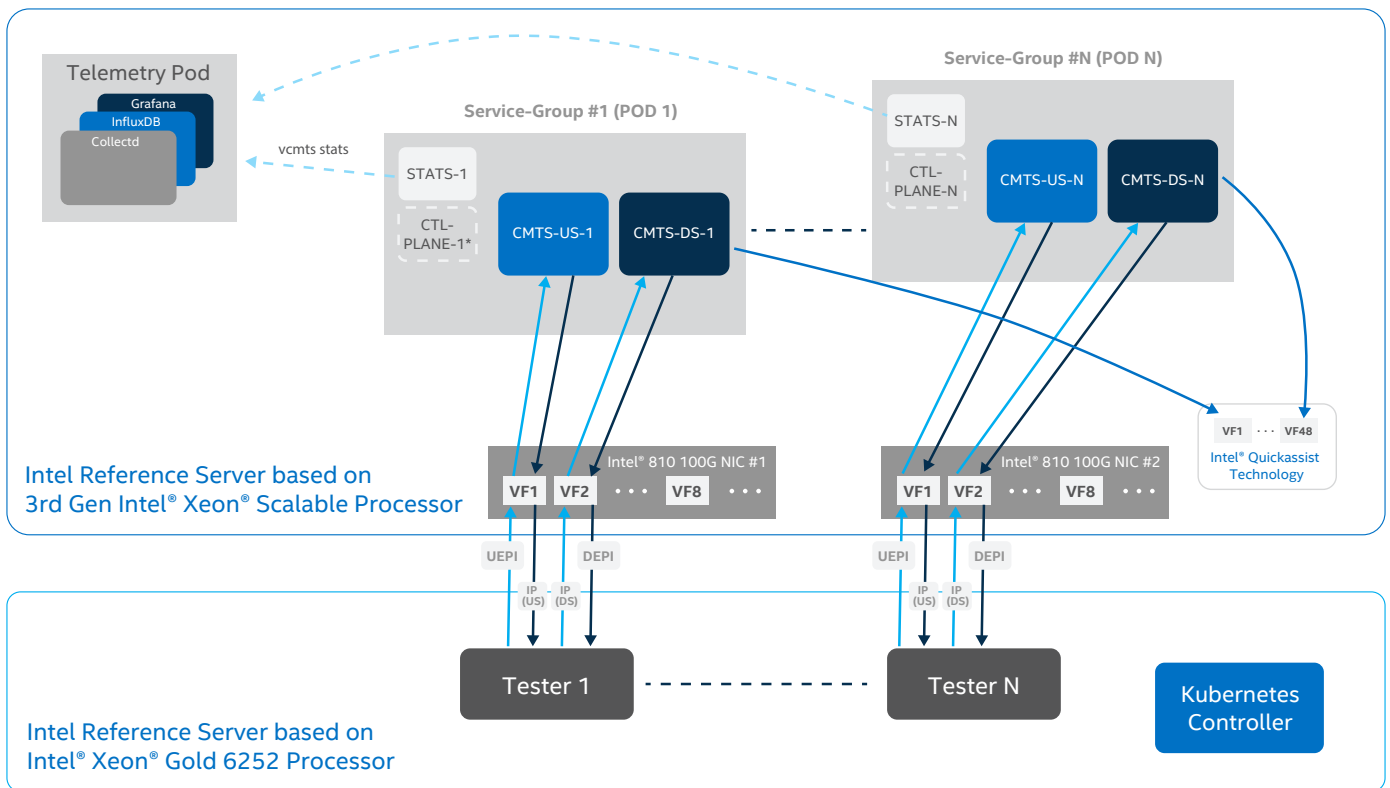 Service-Group #N (POD N)
Telemetry Pod
Grafana
InfluxDB
Collectd
Service-Group #1 (POD 1)
vcmts stats
STATS-1
CTL-
PLANE-1*
CMTS-US-1
CMTS-DS-1
STATS-N
CTL-
PLANE-N
CMTS-US-N
CMTS-DS-N
VF1 · · · VF48
Intel® Quickassist
Technology
Intel Reference Server based on
3rd Gen Intel® Xeon® Scalable Processor
Intel® 810 100G NIC #1
VF1 VF2 · · · VF8 · · ·
Intel® 810 100G NIC #2
VF1 VF2 · · · VF8 · · ·
UEPI
IP
(US)
IP
(DS)
DEPI
UEPI
IP
(US)
IP
(DS)
DEPI
Tester 1
Tester N
Kubernetes
Controller
Intel Reference Server based on
Intel® Xeon® Gold 6252 Processor